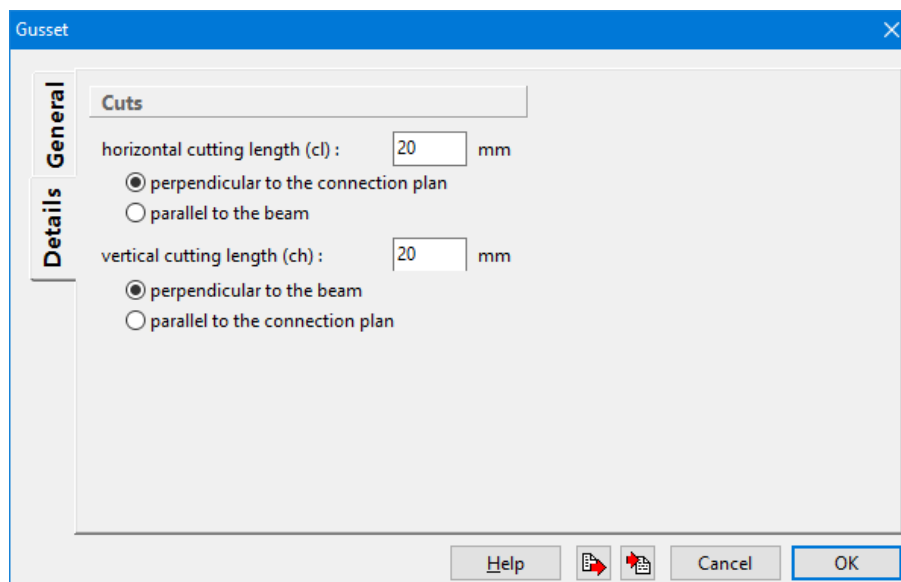 Gusset
General
Details
Cuts
horizontal cutting length (cl) : 20 mm
perpendicular to the connection plan
parallel to the beam
vertical cutting length (ch) : 20 mm
perpendicular to the beam
parallel to the connection plan
Help Cancel OK